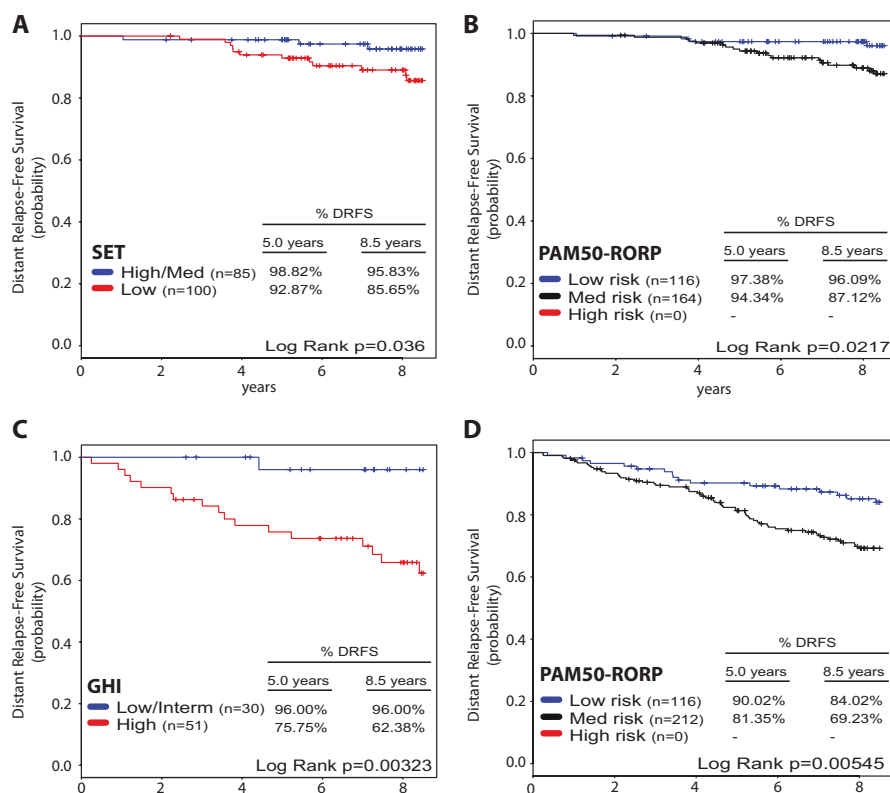 A
Distant Relapse-Free Survival
(probability)
1.0
0.8
0.6
0.4
0.2
0.0
% DRFS
SET
5.0 years 8.5 years
High/Med (n=85) 98.82% 95.83%
Low (n=100) 92.87% 85.65%
Log Rank p=0.036
0 2 4 6 8
years
B
Distant Relapse-Free Survival
(probability)
1.0
0.8
0.6
0.4
0.2
0.0
% DRFS
PAM50-RORP
5.0 years 8.5 years
Low risk (n=116) 97.38% 96.09%
Med risk (n=164) 94.34% 87.12%
High risk (n=0) - -
Log Rank p=0.0217
0 2 4 6 8
years
C
Distant Relapse-Free Survival
(probability)
1.0
0.8
0.6
0.4
0.2
0.0
% DRFS
GHI
5.0 years 8.5 years
Low/Interm (n=30) 96.00% 96.00%
High (n=51) 75.75% 62.38%
Log Rank p=0.00323
0 2 4 6 8
D
Distant Relapse-Free Survival
(probability)
1.0
0.8
0.6
0.4
0.2
0.0
% DRFS
PAM50-RORP
5.0 years 8.5 years
Low risk (n=116) 90.02% 84.02%
Med risk (n=212) 81.35% 69.23%
High risk (n=0) - -
Log Rank p=0.00545
0 2 4 6 8